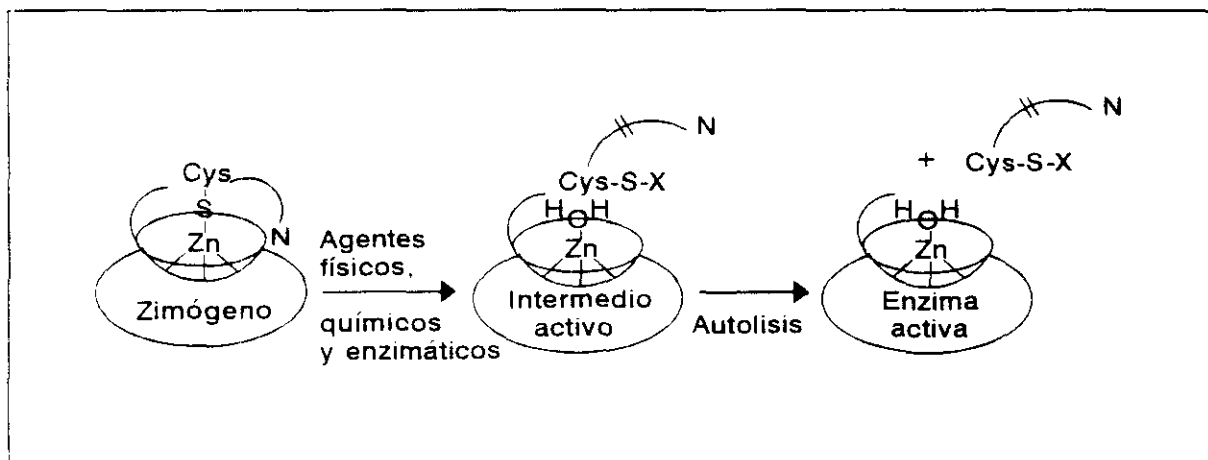 Cys
S
Zn
N
Zimógeno
Agentes
físicos,
químicos
y enzimáticos
N
Cys-S-X
H O H
Zn
Intermedio
activo
Autolisis
+
N
Cys-S-X
H O H
Zn
Enzima
activa